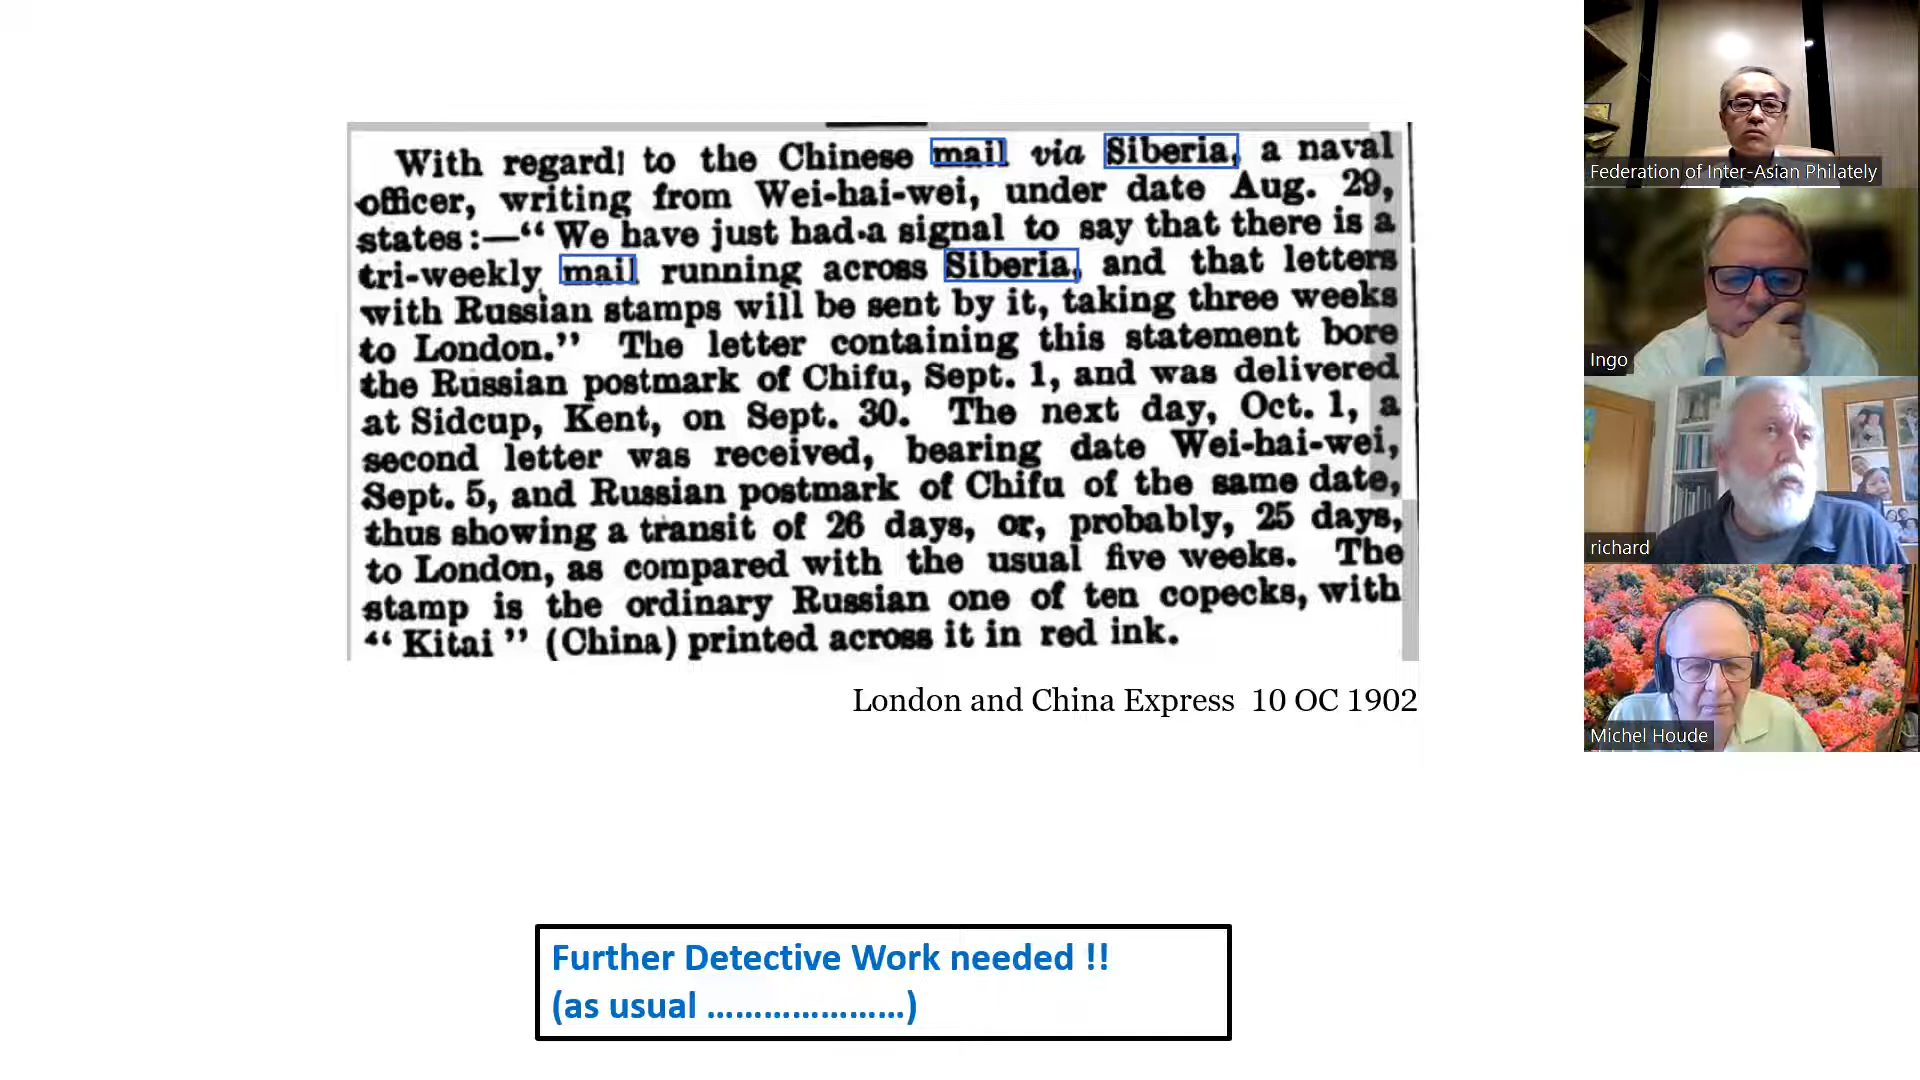 With regard to the Chinese mail via Siberia, a naval
officer, writing from Wei-hai-wei, under date Aug. 29,
states:—“We have just had a signal to say that there is a
tri-weekly mail running across Siberia, and that letters
with Russian stamps will be sent by it, taking three weeks
to London.” The letter containing this statement bore
the Russian postmark of Chifu, Sept. 1, and was delivered
at Sidcup, Kent, on Sept. 30. The next day, Oct. 1, a
second letter was received, bearing date Wei-hai-wei,
Sept. 5, and Russian postmark of Chifu of the same date,
thus showing a transit of 26 days, or, probably, 25 days,
to London, as compared with the usual five weeks. The
stamp is the ordinary Russian one of ten copecks, with
“Kitai” (China) printed across it in red ink.
London and China Express 10 OC 1902
Further Detective Work needed !!
(as usual …………………)
Federation of Inter-Asian Philately
Ingo
richard
Michel Houde